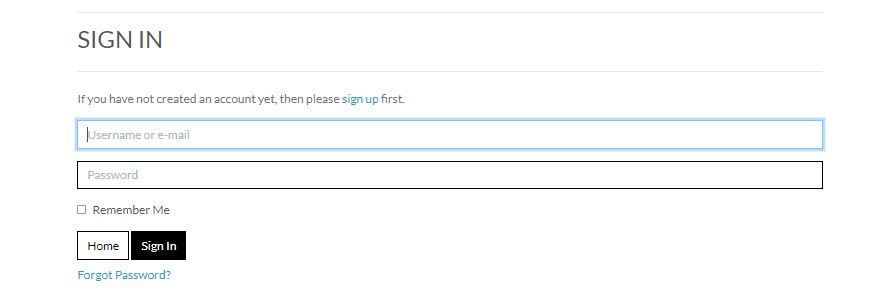 SIGN IN
If you have not created an account yet, then please sign up first.
Username or e-mail
Password
Remember Me
Home Sign In
Forgot Password?